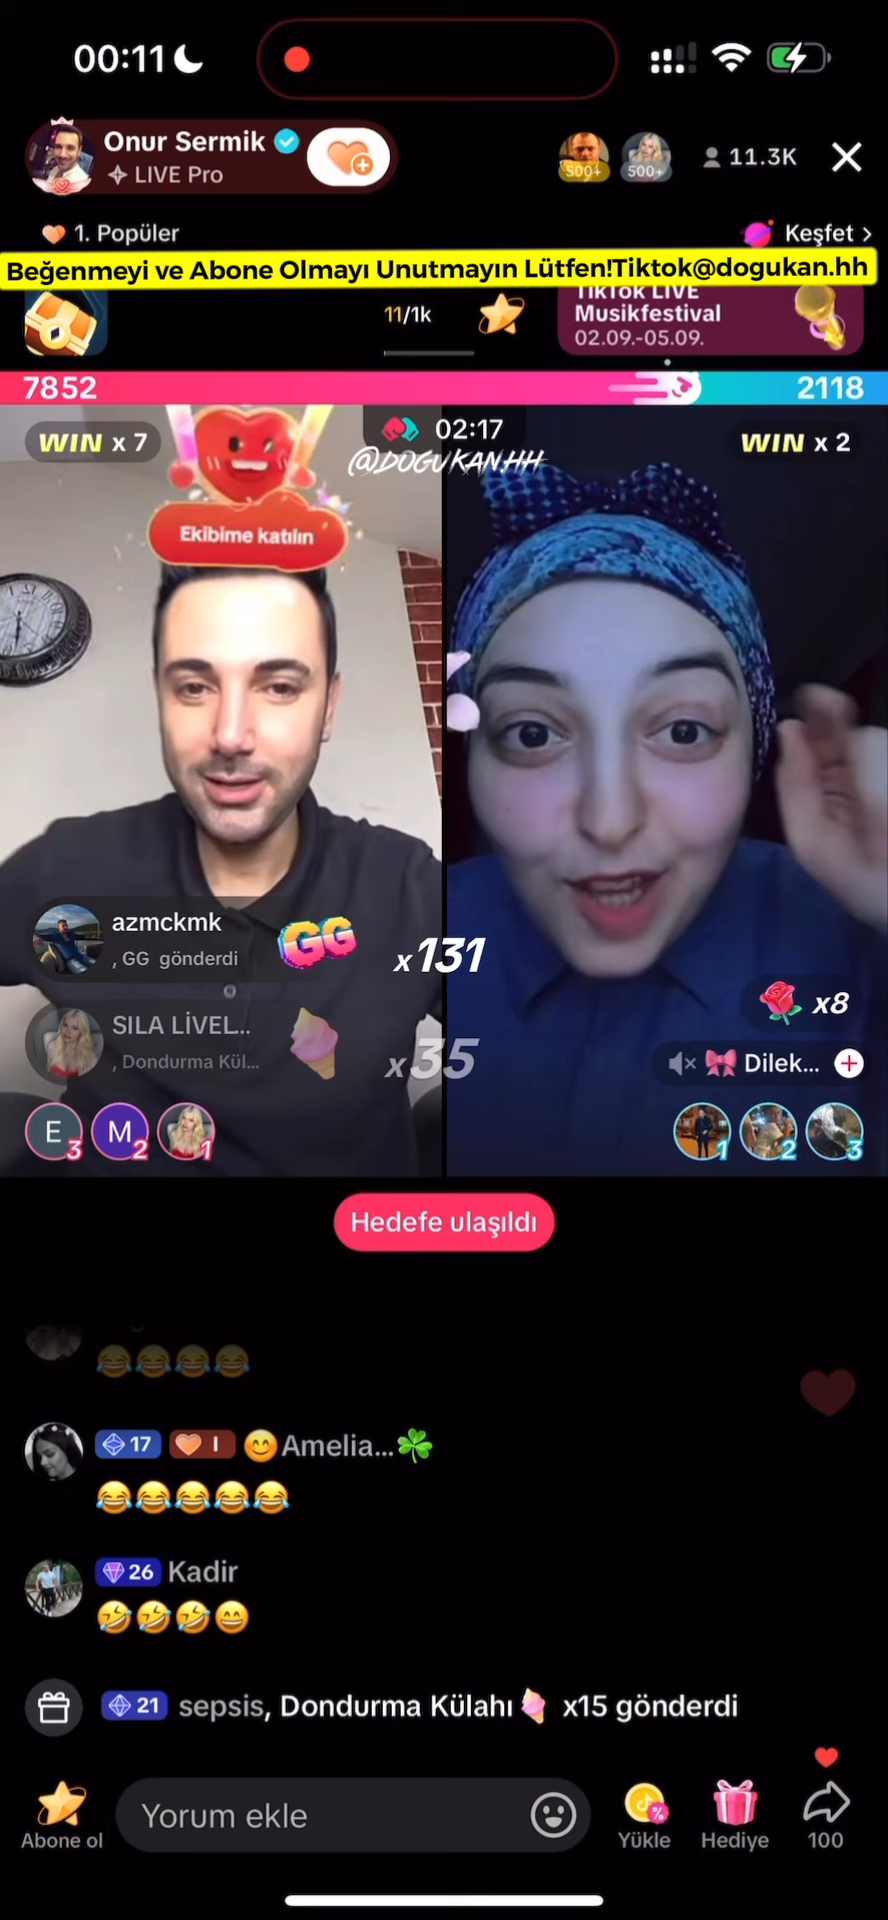 00:11
Onur Sermik
LIVE Pro
500+
500+
11.3K
1. Popüler
Keşfet >
Beğenmeyi ve Abone Olmayı Unutmayın Lütfen!Tiktok@dogukan.hh
11/1k
TikTok LIVE
Musikfestival
02.09.-05.09.
7852
2118
WIN x 7
02:17
WIN x 2
@DOGUKAN.HH
Ekibime katılın
azmckmk
, GG gönderdi
GG
x131
SILA LİVEL...
, Dondurma Kül...
x35
x8
Dilek...
E 3
M 2
1
1
2
3
Hedefe ulaşıldı
17 I Amelia...
26 Kadir
21 sepsis, Dondurma Külahı x15 gönderdi
Abone ol
Yorum ekle
Yükle
Hediye
100